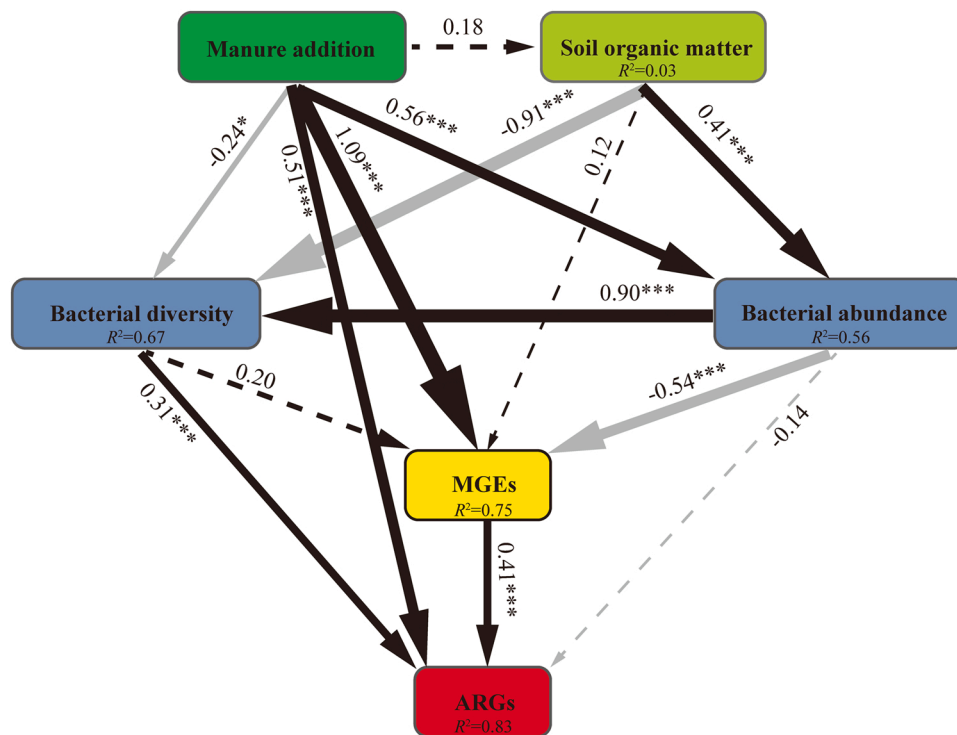 Manure addition
0.18
Soil organic matter
R²=0.03
-0.24*
0.51***
1.09***
0.56***
-0.91***
0.12
0.41***
Bacterial diversity
R²=0.67
0.90***
Bacterial abundance
R²=0.56
0.31***
0.20
-0.54***
-0.14
MGEs
R²=0.75
0.41***
ARGs
R²=0.83